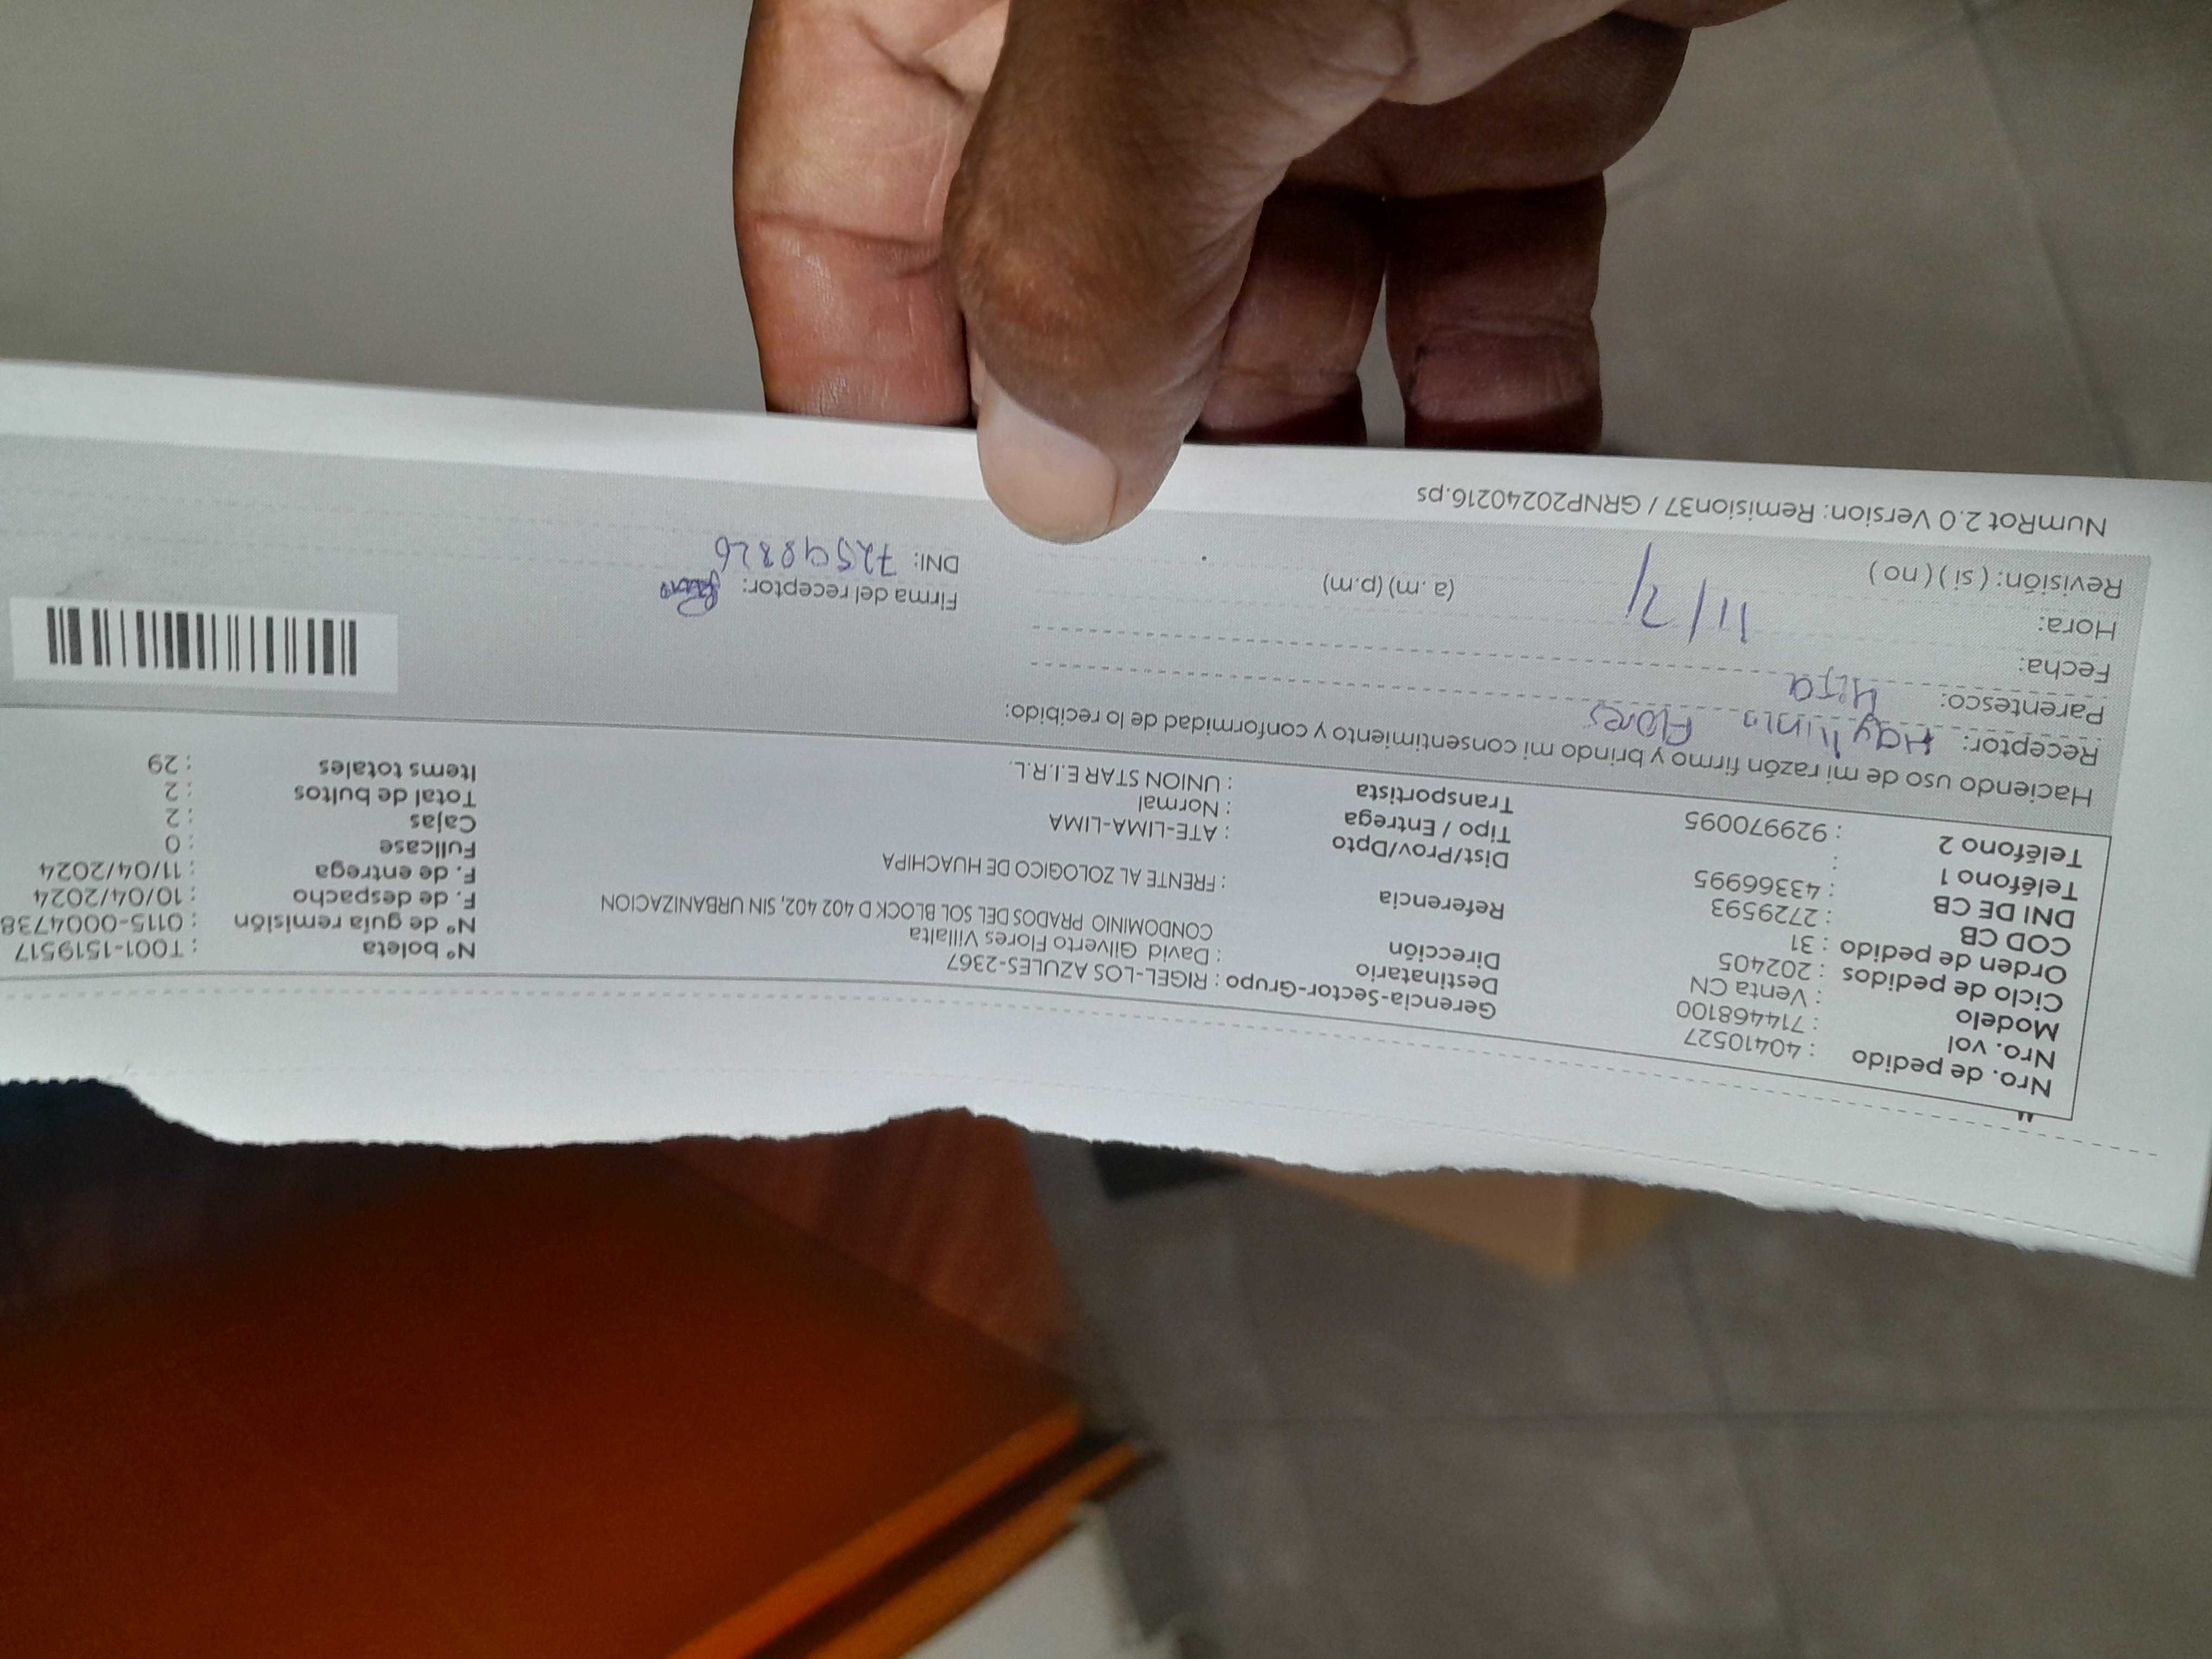 Nro. de pedido : 40410527
Nro. vol : 714468100
Modelo : Venta CN
Ciclo de pedidos : 202405
Orden de pedido : 31
COD CB : 2729593
DNI DE CB : 43366995
Teléfono 1 :
Teléfono 2 : 929970095
Gerencia-Sector-Grupo : RIGEL-LOS AZULES-2367
Destinatario : David Gilverto Flores Villalta
Dirección CONDOMINIO PRADOS DEL SOL BLOCK D 402 402, SIN URBANIZACION
Referencia : FRENTE AL ZOLOGICO DE HUACHIPA
Dist/Prov/Dpto : ATE-LIMA-LIMA
Tipo / Entrega : Normal
Transportista : UNION STAR E.I.R.L.
N° boleta : T001-1519517
N° de guía remisión : 0115-0004738
F. de despacho : 10/04/2024
F. de entrega : 11/04/2024
Fullcase : 0
Cajas : 2
Total de bultos : 2
Items totales : 29
Haciendo uso de mi razón firmo y brindo mi consentimiento y conformidad de lo recibido:
Receptor: Flores
Parentesco: HIJA
Fecha:
Hora: (a. m) (p.m)
Revisión: ( si ) ( no )
Firma del receptor:
DNI: 72598326
NumRot 2.0 Version: Remision37 / GRNP20240216.ps